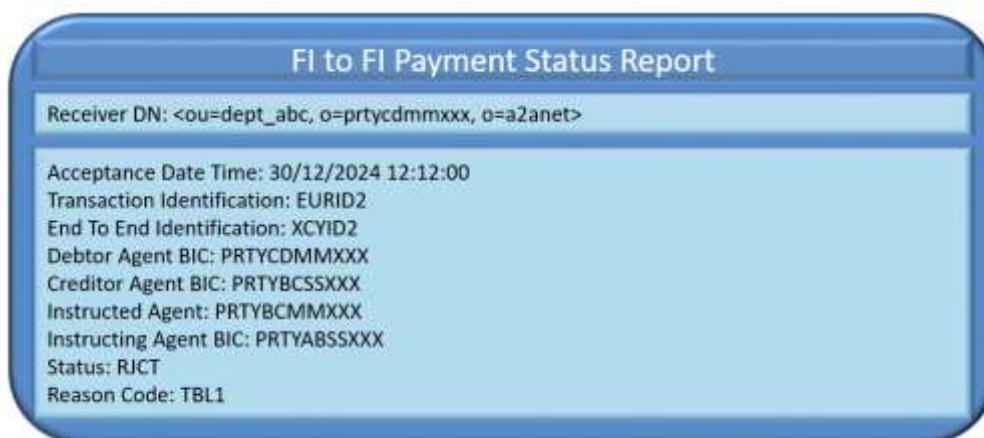 FI to FI Payment Status Report
Receiver DN: <ou=dept_abc, o=prtycdmmxxx, o=a2anet>
Acceptance Date Time: 30/12/2024 12:12:00
Transaction Identification: EURID2
End To End Identification: XCYID2
Debtor Agent BIC: PRTYCDMMXXX
Creditor Agent BIC: PRTYBCSSXXX
Instructed Agent: PRTYBCMMXXX
Instructing Agent BIC: PRTYABSSXXX
Status: RJCT
Reason Code: TBL1